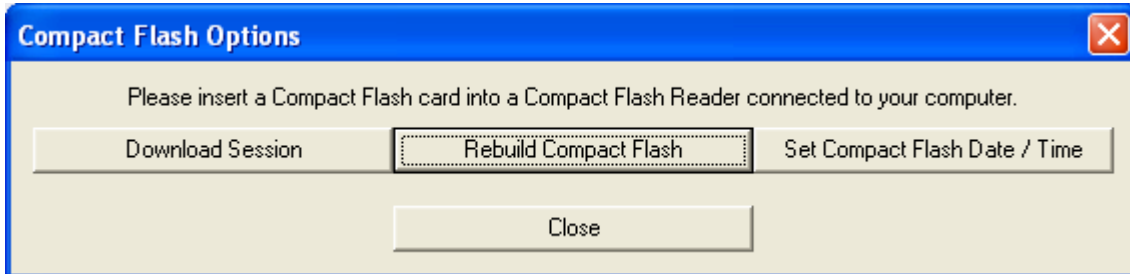 Compact Flash Options
Please insert a Compact Flash card into a Compact Flash Reader connected to your computer.
Download Session Rebuild Compact Flash Set Compact Flash Date / Time
Close